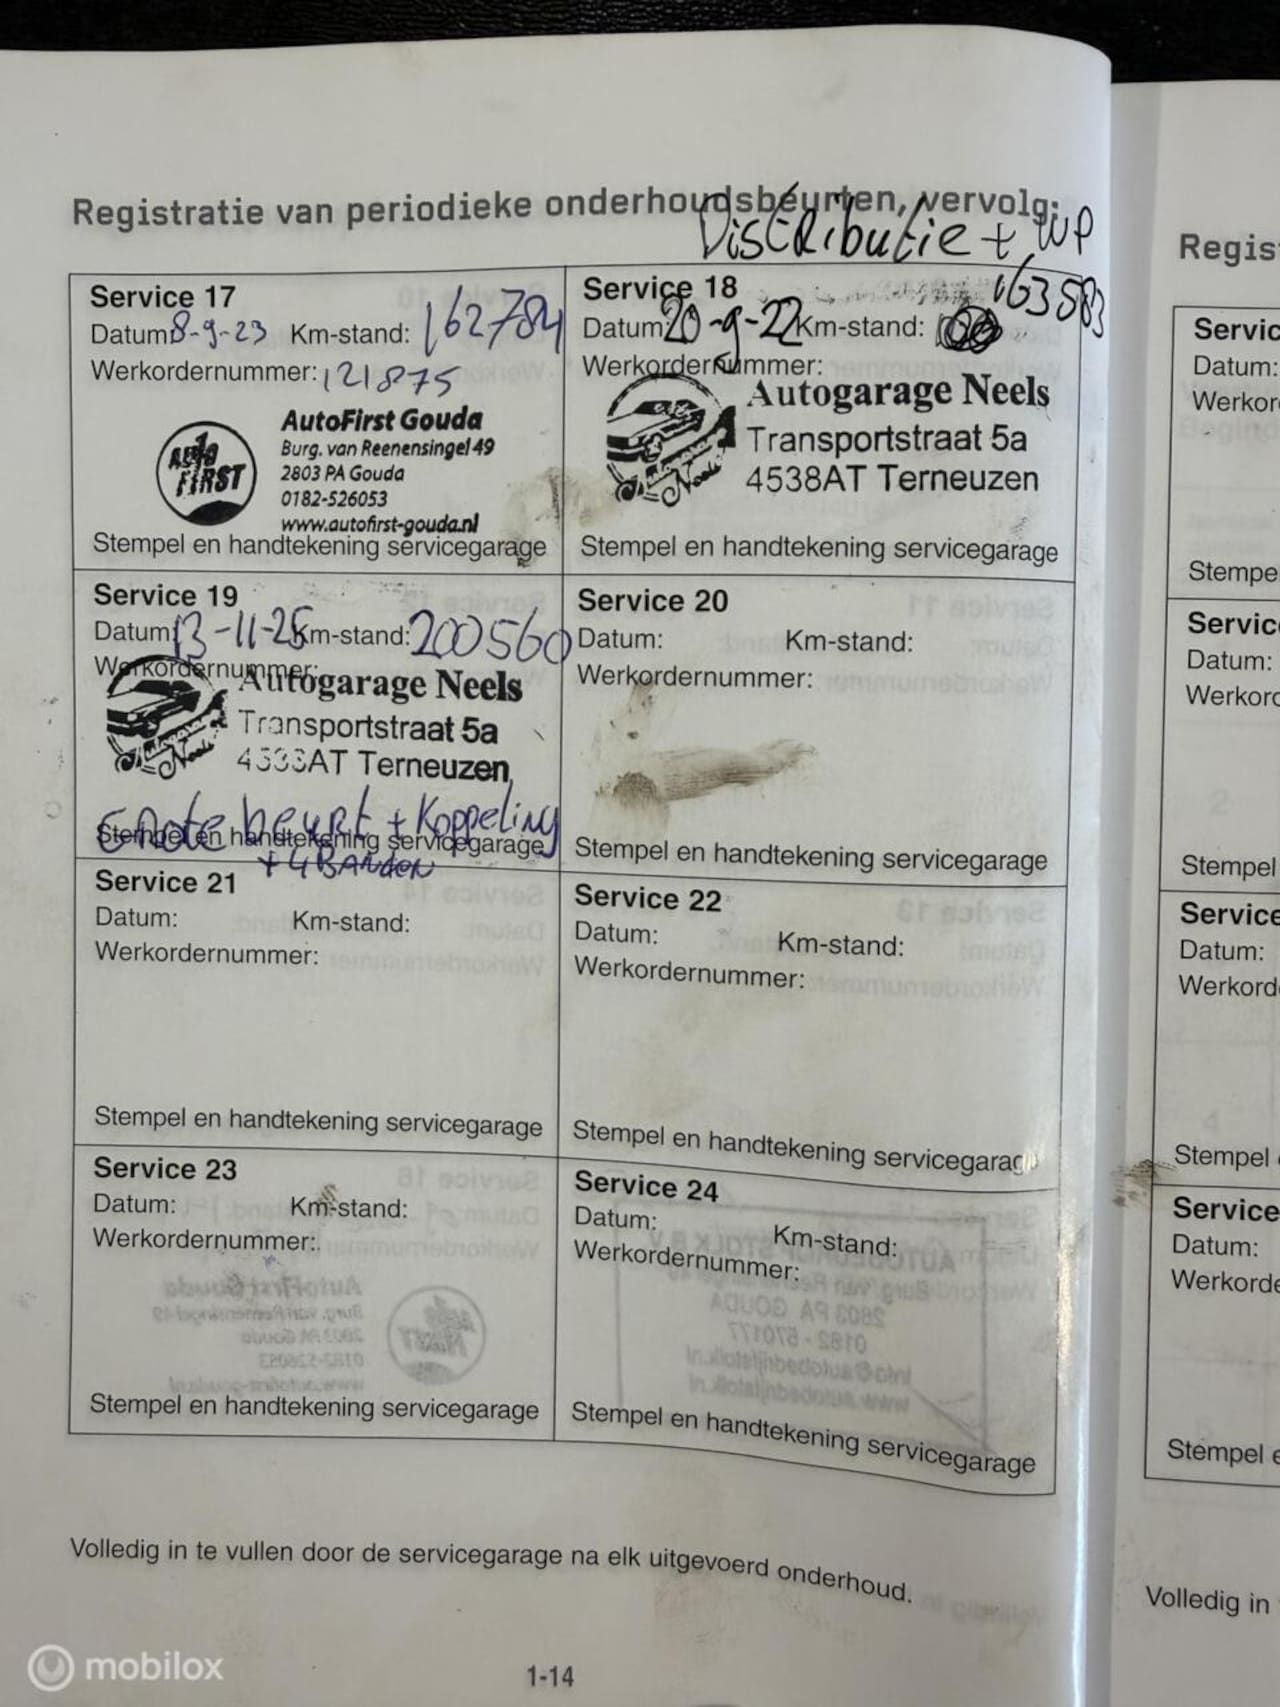 Registratie van periodieke onderhoudsbeurten, vervolg:
Distributie + WP
Service 17
Datum: 8-9-23 Km-stand: 162784
Werkordernummer: 121875
Auto FIRST
AutoFirst Gouda
Burg. van Reenensingel 49
2803 PA Gouda
0182-526053
www.autofirst-gouda.nl
Stempel en handtekening servicegarage
Service 18
163583
Datum: 20-9-22 Km-stand:
Werkordernummer:
Autogarage Neels
Transportstraat 5a
4538AT Terneuzen
Stempel en handtekening servicegarage
Service 19
Datum: 13-11-25 Km-stand: 200560
Werkordernummer:
Autogarage Neels
Transportstraat 5a
4538AT Terneuzen
Grote beurt + Koppeling
Stempel en handtekening servicegarage
+ 4 BANDEN
Service 20
Datum: Km-stand:
Werkordernummer:
Stempel en handtekening servicegarage
Service 21
Datum: Km-stand:
Werkordernummer:
Stempel en handtekening servicegarage
Service 22
Datum: Km-stand:
Werkordernummer:
Stempel en handtekening servicegarage
Service 23
Datum: Km-stand:
Werkordernummer:
Stempel en handtekening servicegarage
Service 24
Datum: Km-stand:
Werkordernummer:
Stempel en handtekening servicegarage
Volledig in te vullen door de servicegarage na elk uitgevoerd onderhoud.
1-14
mobilox
Regis
Servic
Datum:
Werkor
Stempe
Service
Datum:
Werkord
Stempel
Service
Datum:
Werkord
Stempel
Service
Datum:
Werkorde
Stempel e
Volledig in